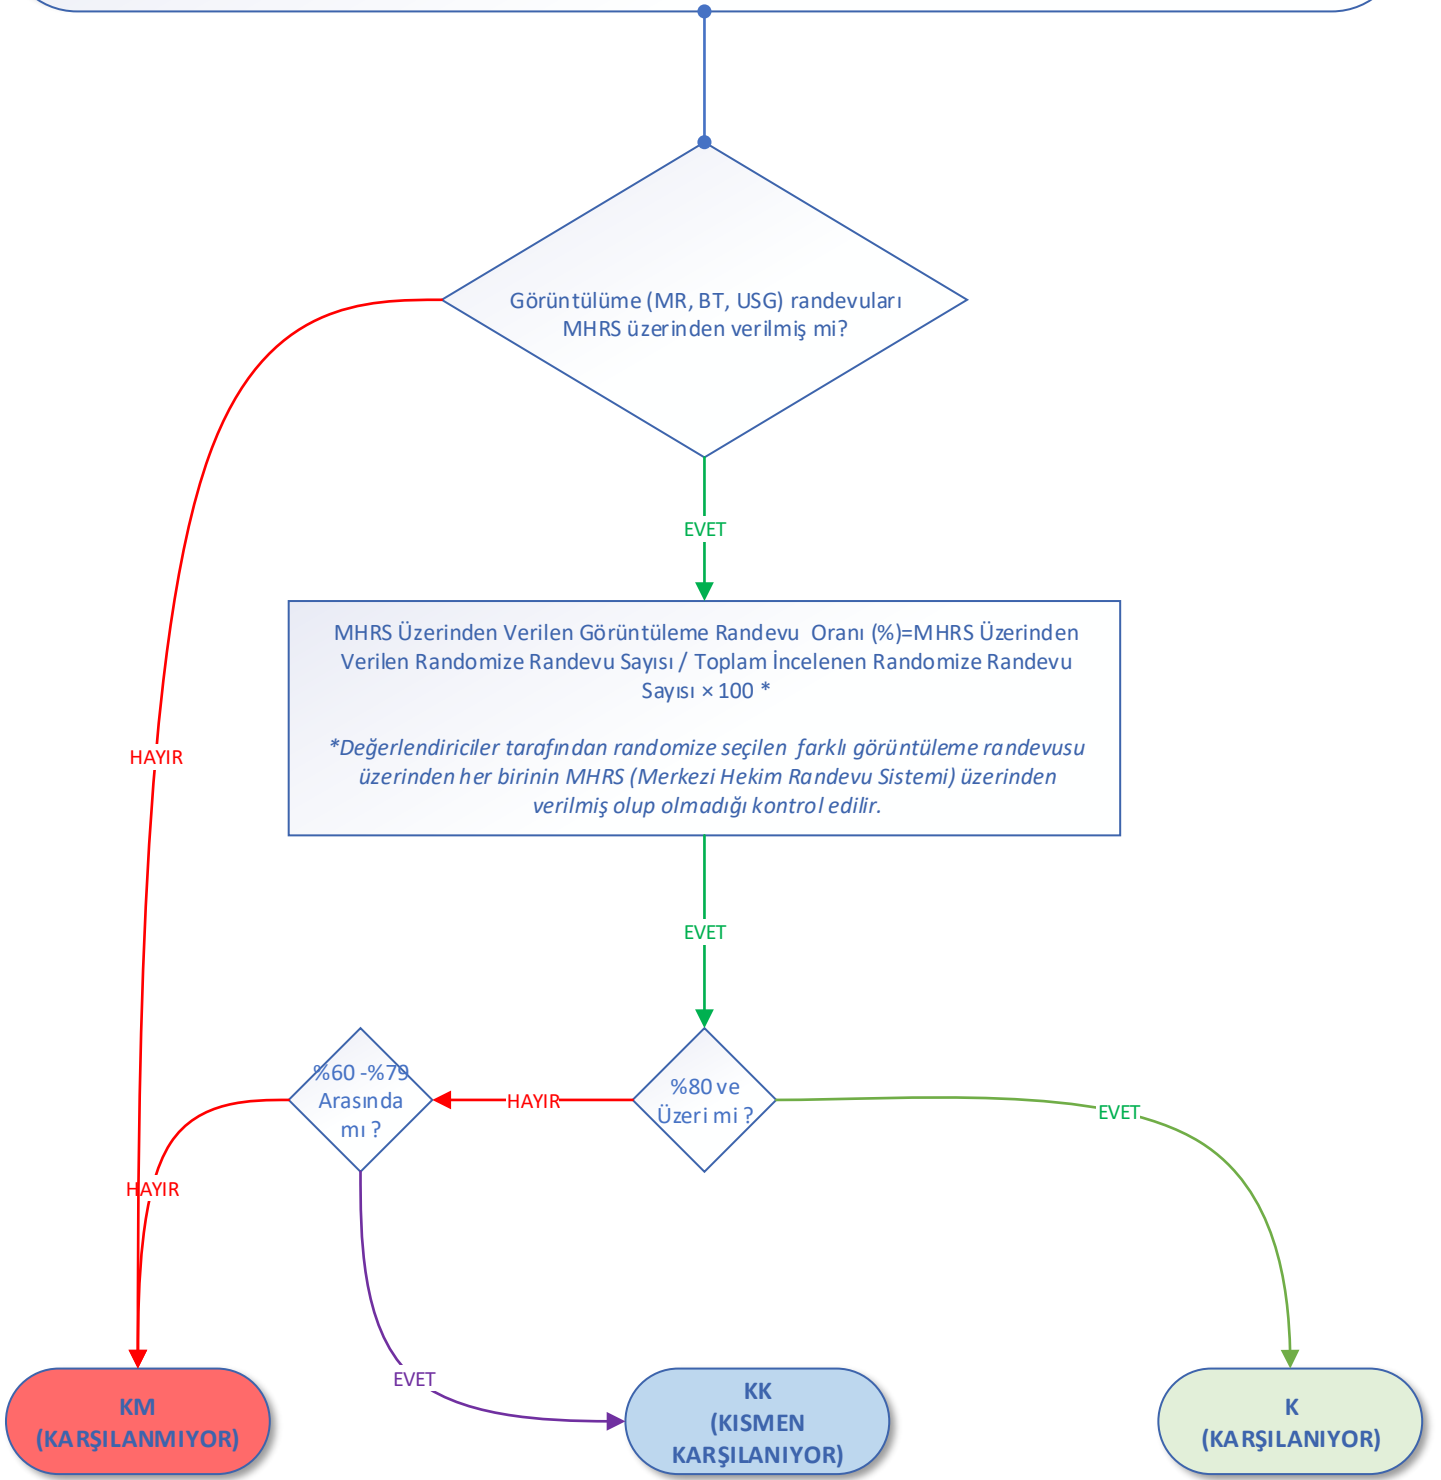 Görüntülüme (MR, BT, USG) randevuları
MHRS üzerinden verilmiş mi?
EVET
MHRS Üzerinden Verilen Görüntüleme Randevu Oranı (%)=MHRS Üzerinden
Verilen Randomize Randevu Sayısı / Toplam İncelenen Randomize Randevu
Sayısı × 100 *
*Değerlendiriciler tarafından randomize seçilen farklı görüntüleme randevusu
üzerinden her birinin MHRS (Merkezi Hekim Randevu Sistemi) üzerinden
verilmiş olup olmadığı kontrol edilir.
HAYIR
EVET
%60 -%79
Arasında
mı ?
HAYIR
%80 ve
Üzeri mi ?
EVET
HAYIR
EVET
KM
(KARŞILANMIYOR)
KK
(KISMEN
KARŞILANIYOR)
K
(KARŞILANIYOR)